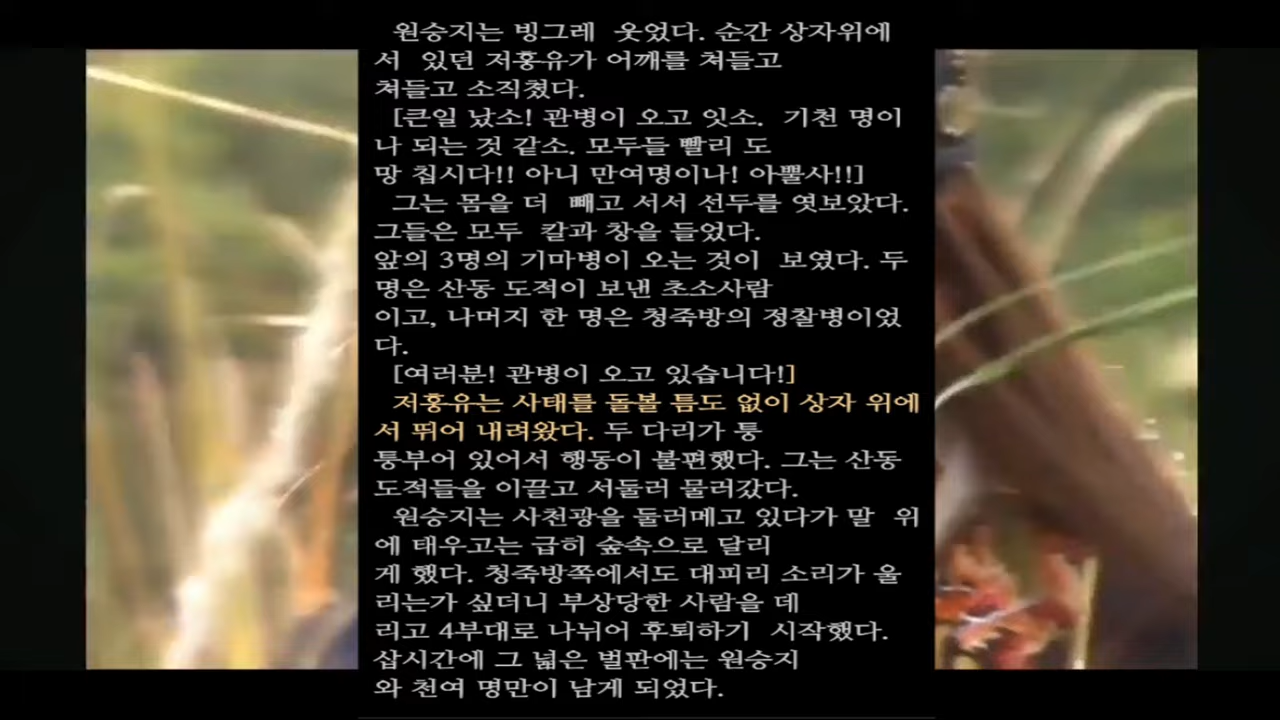 원승지는 빙그레 웃었다. 순간 상자위에
서 있던 저홍유가 어깨를 쳐들고
쳐들고 소직쳤다.
[큰일 났소! 관병이 오고 잇소. 기천 명이
나 되는 것 같소. 모두들 빨리 도
망 칩시다!! 아니 만여명이나! 아뿔사!!]
그는 몸을 더 빼고 서서 선두를 엿보았다.
그들은 모두 칼과 창을 들었다.
앞의 3명의 기마병이 오는 것이 보였다. 두
명은 산동 도적이 보낸 초소사람
이고, 나머지 한 명은 청죽방의 정찰병이었
다.
[여러분! 관병이 오고 있습니다!]
저홍유는 사태를 돌볼 틈도 없이 상자 위에
서 뛰어 내려왔다. 두 다리가 퉁
퉁부어 있어서 행동이 불편했다. 그는 산동
도적들을 이끌고 서둘러 물러갔다.
원승지는 사천광을 둘러메고 있다가 말 위
에 태우고는 급히 숲속으로 달리
게 했다. 청죽방쪽에서도 대피리 소리가 울
리는가 싶더니 부상당한 사람을 데
리고 4부대로 나뉘어 후퇴하기 시작했다.
삽시간에 그 넓은 벌판에는 원승지
와 천여 명만이 남게 되었다.